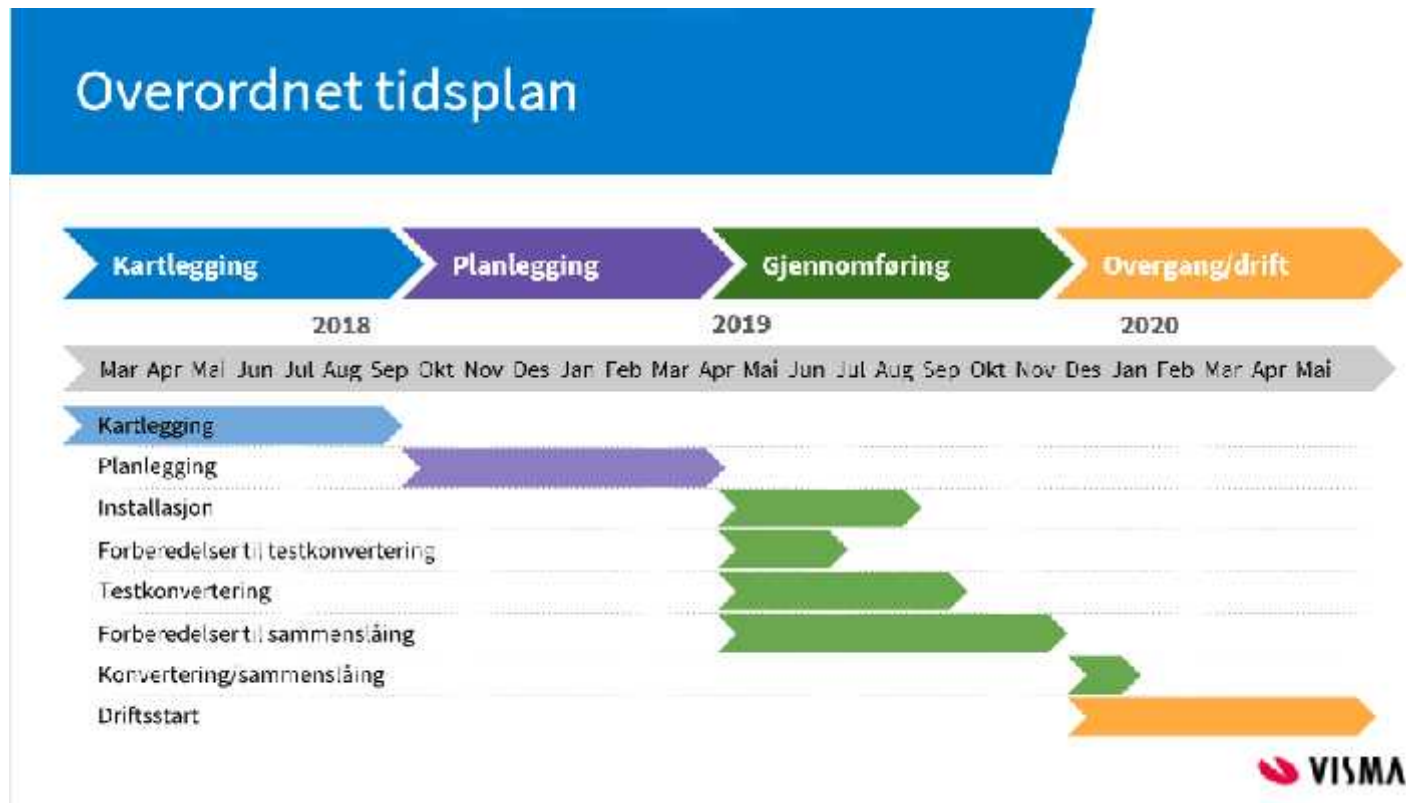 Overordnet tidsplan
Kartlegging Planlegging Gjennomføring Overgang/drift
2018 2019 2020
Mar Apr Mai Jun Jul Aug Sep Okt Nov Des Jan Feb Mar Apr Mai Jun Jul Aug Sep Okt Nov Des Jan Feb Mar Apr Mai
Kartlegging
Planlegging
Installasjon
Forberedelser til testkonvertering
Testkonvertering
Forberedelser til sammenslåing
Konvertering/sammenslåing
Driftsstart
VISMA